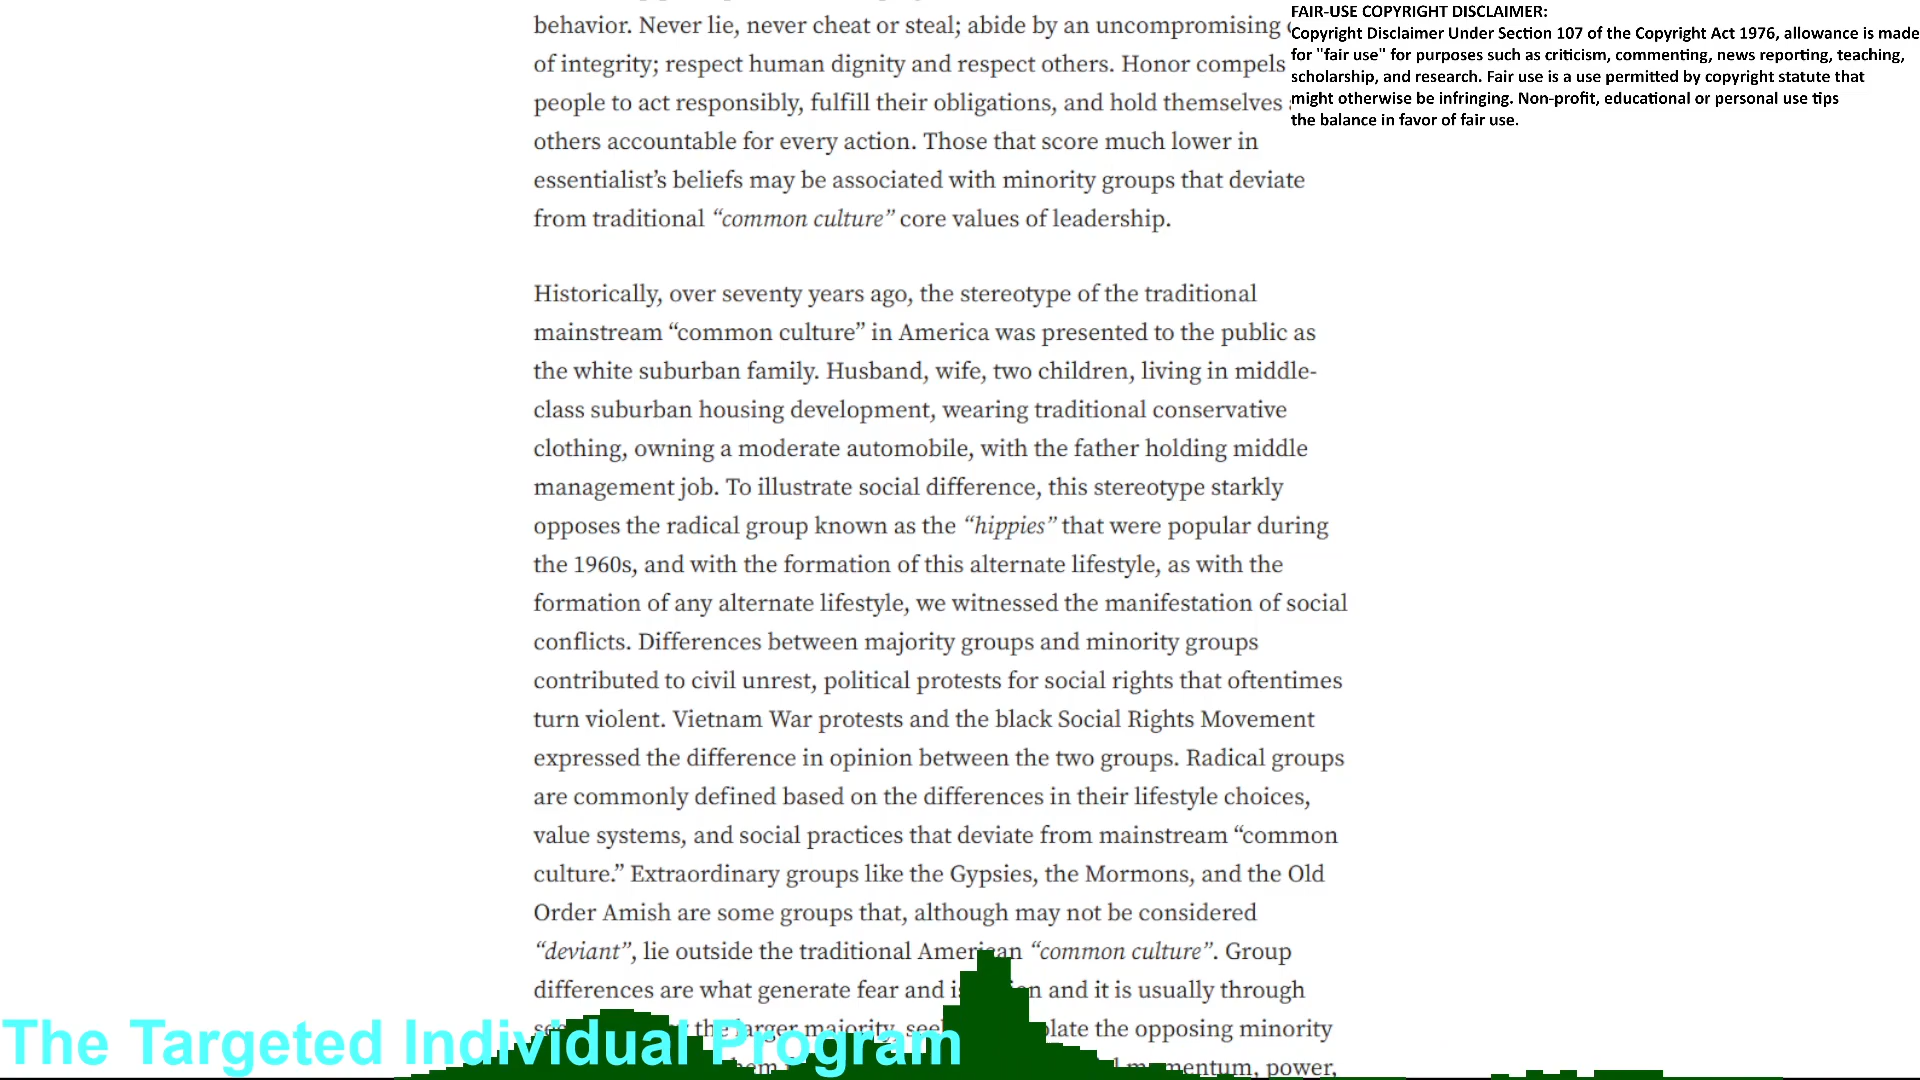 behavior. Never lie, never cheat or steal; abide by an uncompromising
of integrity; respect human dignity and respect others. Honor compels
people to act responsibly, fulfill their obligations, and hold themselves
others accountable for every action. Those that score much lower in
essentialist’s beliefs may be associated with minority groups that deviate
from traditional “common culture” core values of leadership.
Historically, over seventy years ago, the stereotype of the traditional
mainstream “common culture” in America was presented to the public as
the white suburban family. Husband, wife, two children, living in middle-
class suburban housing development, wearing traditional conservative
clothing, owning a moderate automobile, with the father holding middle
management job. To illustrate social difference, this stereotype starkly
opposes the radical group known as the “hippies” that were popular during
the 1960s, and with the formation of this alternate lifestyle, as with the
formation of any alternate lifestyle, we witnessed the manifestation of social
conflicts. Differences between majority groups and minority groups
contributed to civil unrest, political protests for social rights that oftentimes
turn violent. Vietnam War protests and the black Social Rights Movement
expressed the difference in opinion between the two groups. Radical groups
are commonly defined based on the differences in their lifestyle choices,
value systems, and social practices that deviate from mainstream “common
culture.” Extraordinary groups like the Gypsies, the Mormons, and the Old
Order Amish are some groups that, although may not be considered
“deviant”, lie outside the traditional American “common culture”. Group
differences are what generate fear and and it is usually through
the larger majority, the opposing minority
power,
FAIR-USE COPYRIGHT DISCLAIMER:
Copyright Disclaimer Under Section 107 of the Copyright Act 1976, allowance is made
for "fair use" for purposes such as criticism, commenting, news reporting, teaching,
scholarship, and research. Fair use is a use permitted by copyright statute that
might otherwise be infringing. Non-profit, educational or personal use tips
the balance in favor of fair use.
The Targeted Individual Program